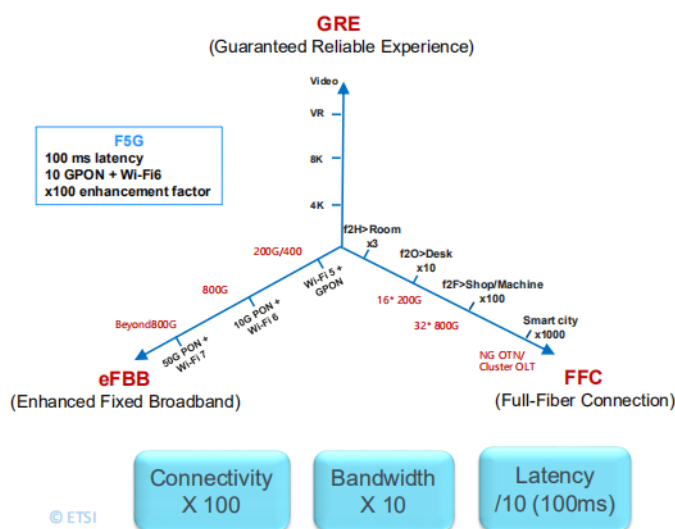 GRE
(Guaranteed Reliable Experience)
Video
VR
8K
4K
F5G
100 ms latency
10 GPON + Wi-Fi6
x100 enhancement factor
f2H>Room
x3
f2O>Desk
x10
f2F>Shop/Machine
x100
Smart city
x1000
200G/400
800G
Beyond800G
Wi-Fi 5 +
GPON
10G PON +
Wi-Fi 6
50G PON +
Wi-Fi 7
16* 200G
32* 800G
NG OTN/
Cluster OLT
eFBB
(Enhanced Fixed Broadband)
FFC
(Full-Fiber Connection)
Connectivity
X 100
Bandwidth
X 10
Latency
/10 (100ms)
© ETSI